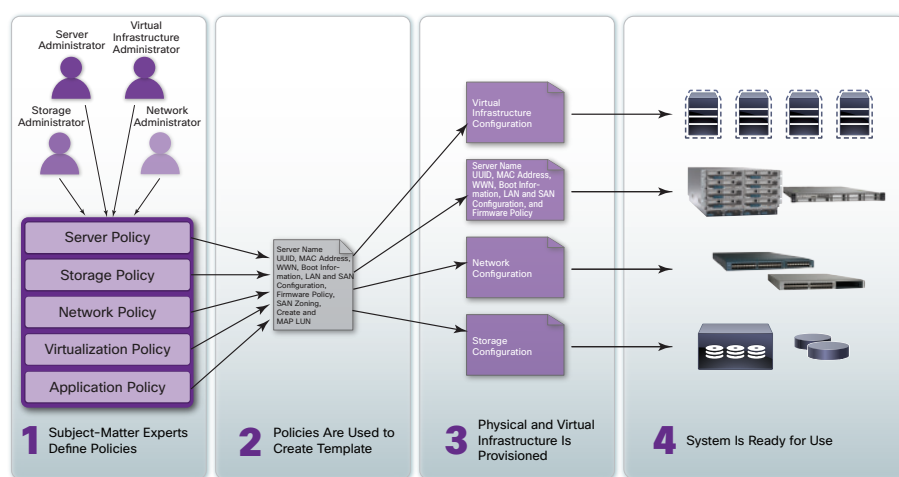 Server
Administrator
Virtual
Infrastructure
Administrator
Storage
Administrator
Network
Administrator
Server Policy
Storage Policy
Network Policy
Virtualization Policy
Application Policy
1 Subject-Matter Experts
Define Policies
Server Name
UUID, MAC Address,
WWN, Boot Infor-
mation, LAN and SAN
Configuration,
Firmware Policy,
SAN Zoning,
Create and
MAP LUN
2 Policies Are Used to
Create Template
Virtual
Infrastructure
Configuration
Server Name
UUID, MAC Address,
WWN, Boot Infor-
mation, LAN and SAN
Configuration, and
Firmware Policy
Network
Configuration
Storage
Configuration
3 Physical and Virtual
Infrastructure Is
Provisioned
4 System Is Ready for Use